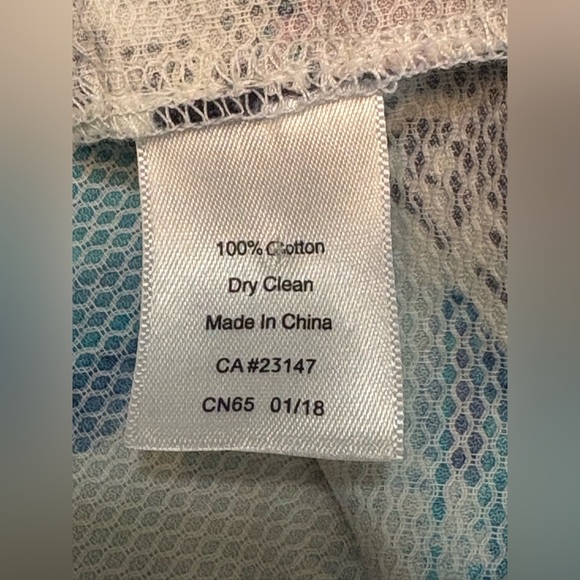 100% Cotton
Dry Clean
Made In China
CA #23147
CN65 01/18